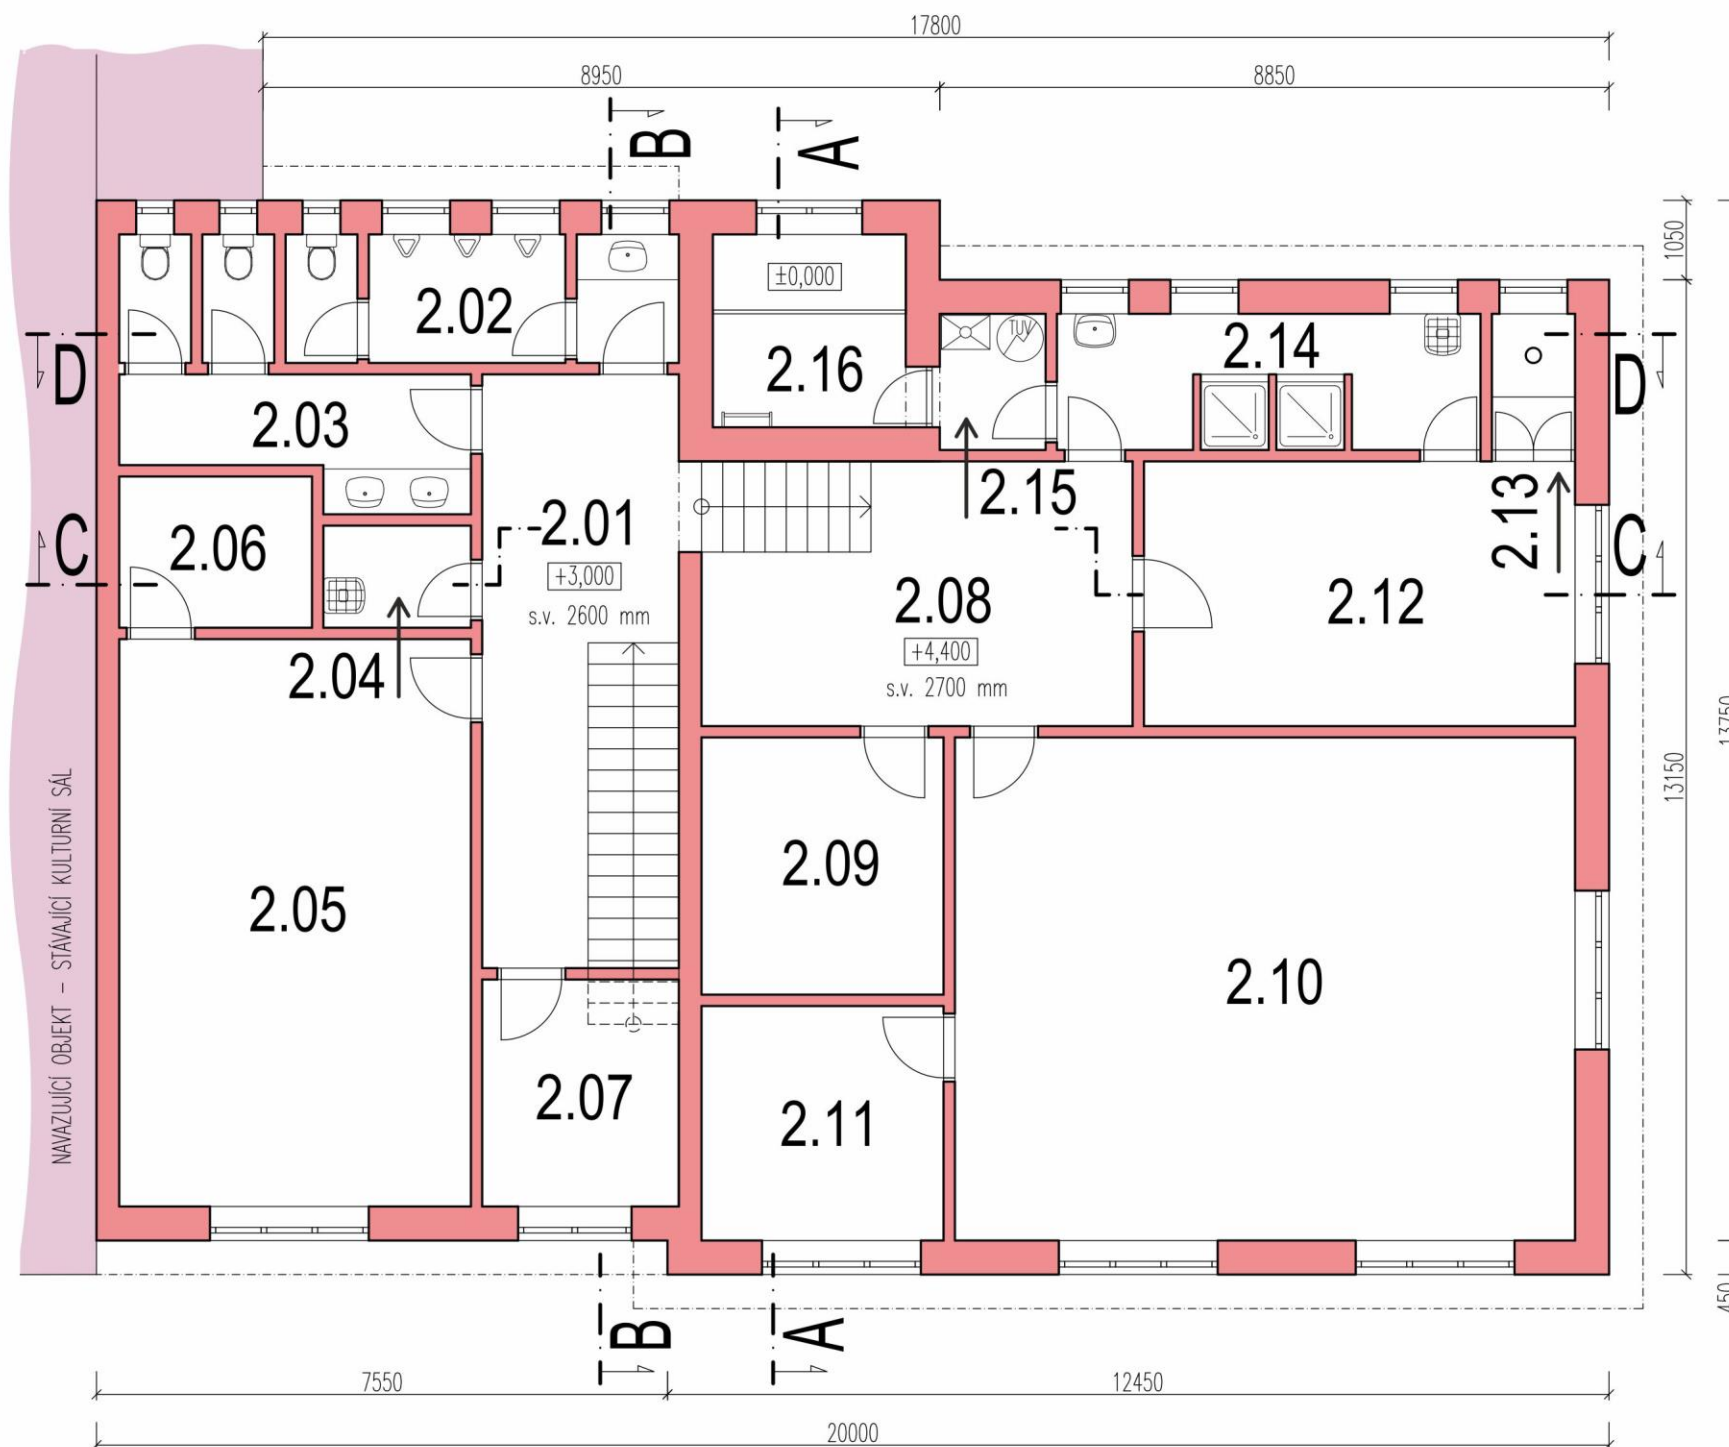 17800
8950
8850
B
A
1050
±0,000
TUV
2.02
2.14
2.16
D
D
2.03
2.15
2.13
2.01
+3,000
s.v. 2600 mm
C
C
2.06
2.08
+4,400
s.v. 2700 mm
2.12
2.04
13750
13150
2.09
2.05
2.10
NAVAZUJÍCÍ OBJEKT – STÁVAJÍCÍ KULTURNÍ SÁL
2.07
2.11
450
B
A
7550
12450
20000